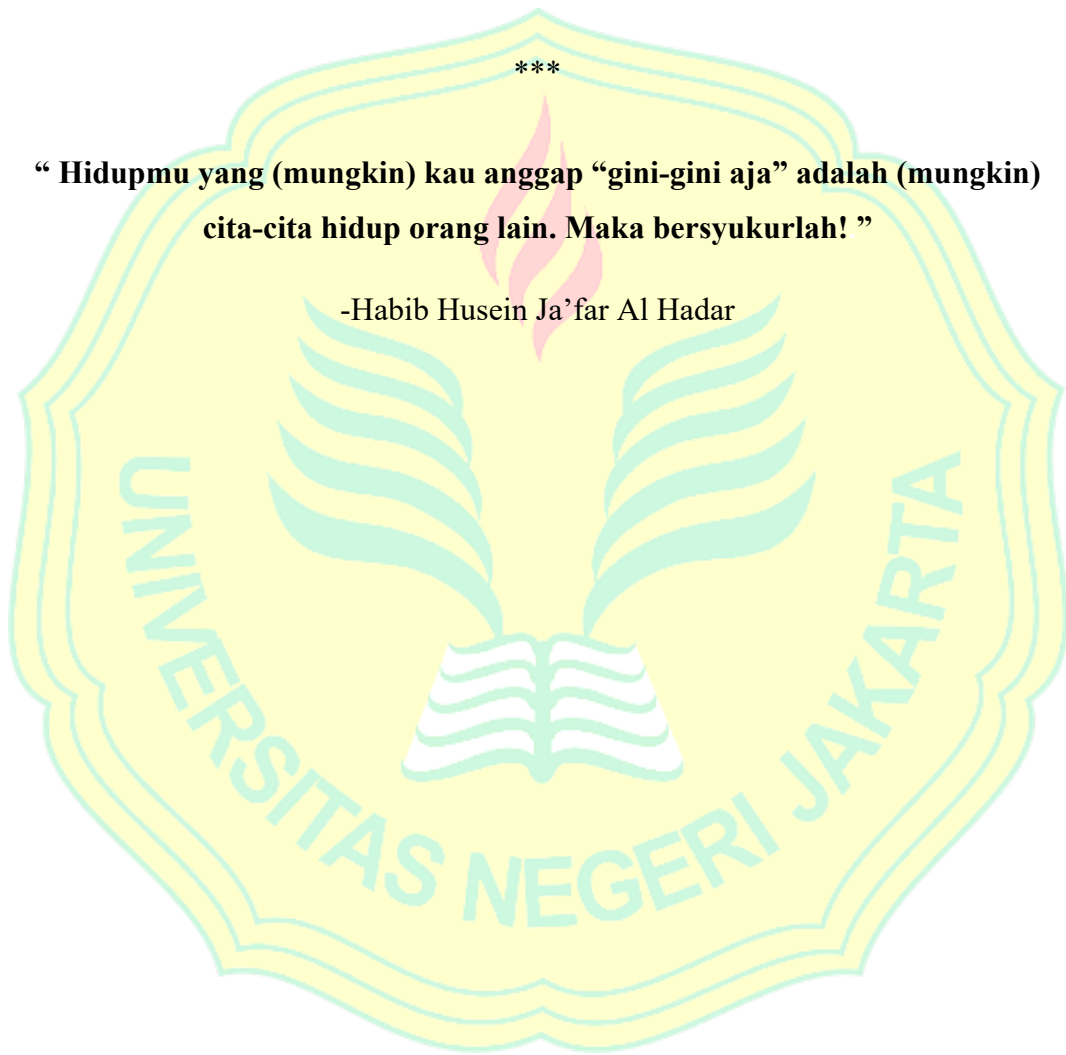 ***
“ Hidupmu yang (mungkin) kau anggap “gini-gini aja” adalah (mungkin)
cita-cita hidup orang lain. Maka bersyukurlah! ”
-Habib Husein Ja’far Al Hadar
UNIVERSITAS NEGERI JAKARTA